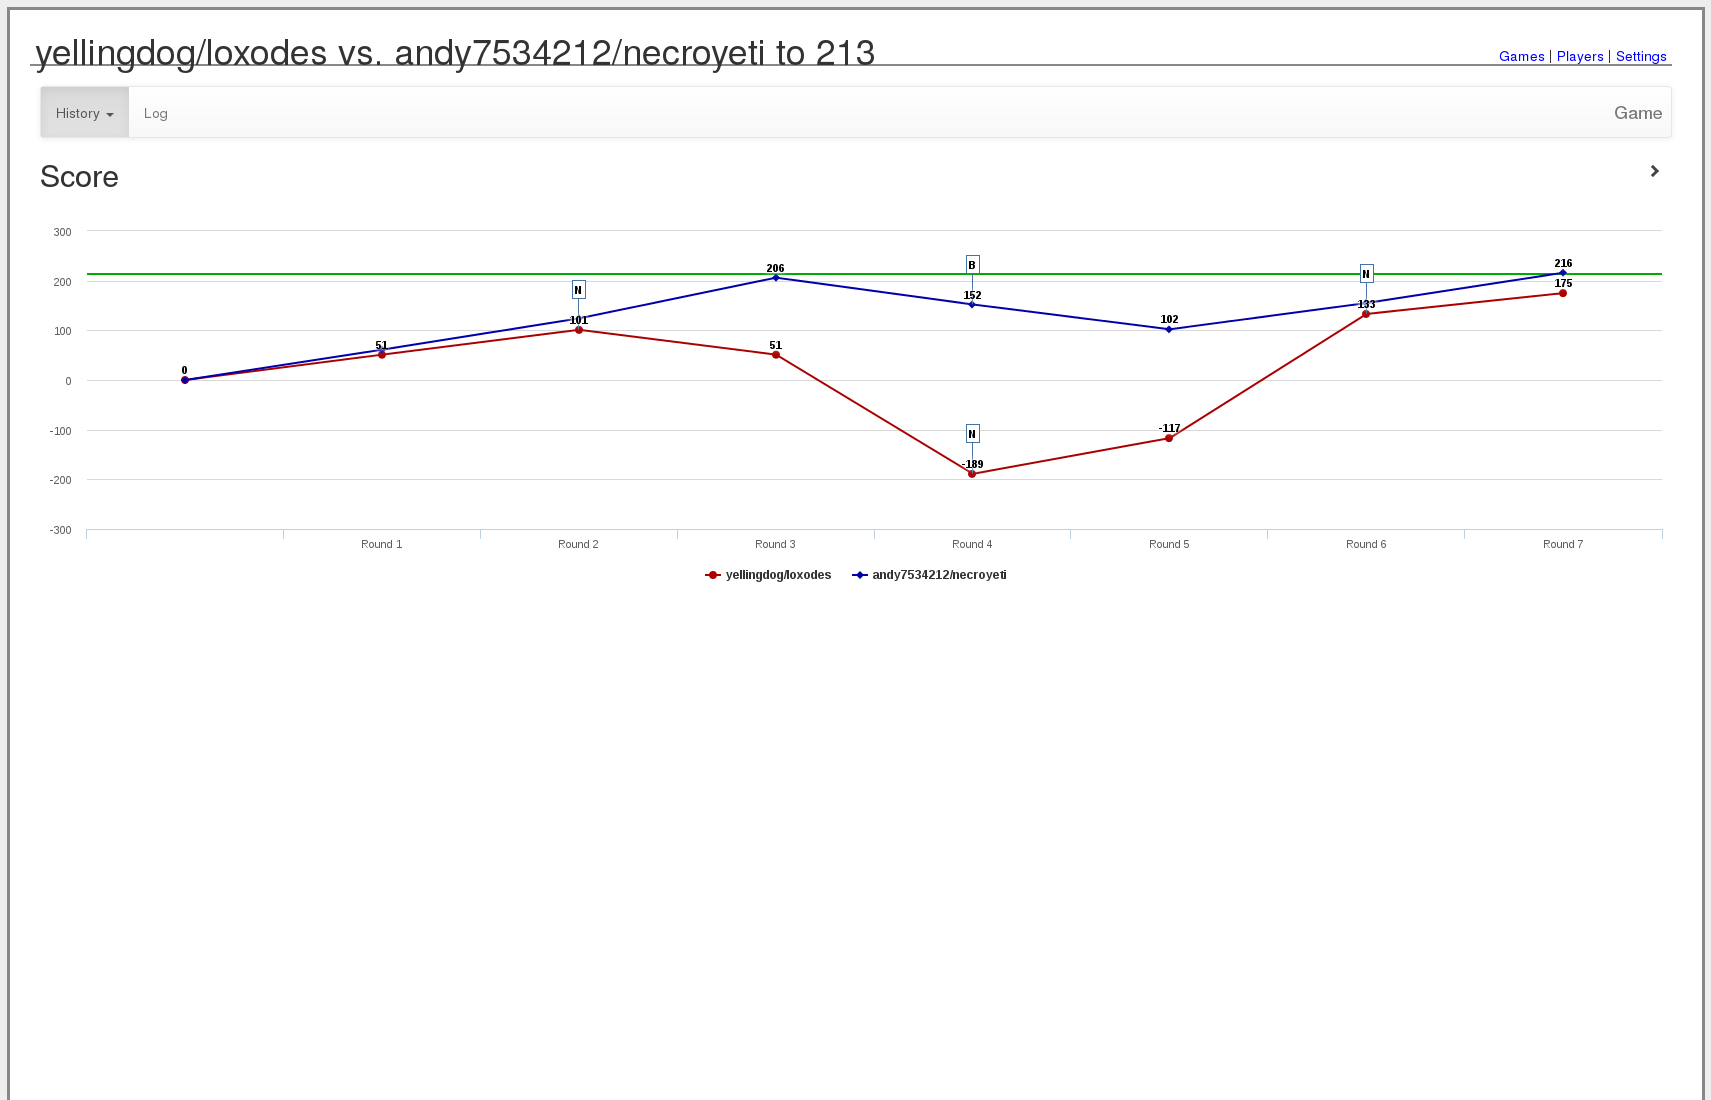 yellingdog/loxodes vs. andy7534212/necroyeti to 213
Games | Players | Settings
History Log Game
Score
300
200
100
0
-100
-200
-300
0
51
N
101
206
51
B
152
N
-189
102
-117
N
133
216
175
Round 1 Round 2 Round 3 Round 4 Round 5 Round 6 Round 7
yellingdog/loxodes andy7534212/necroyeti